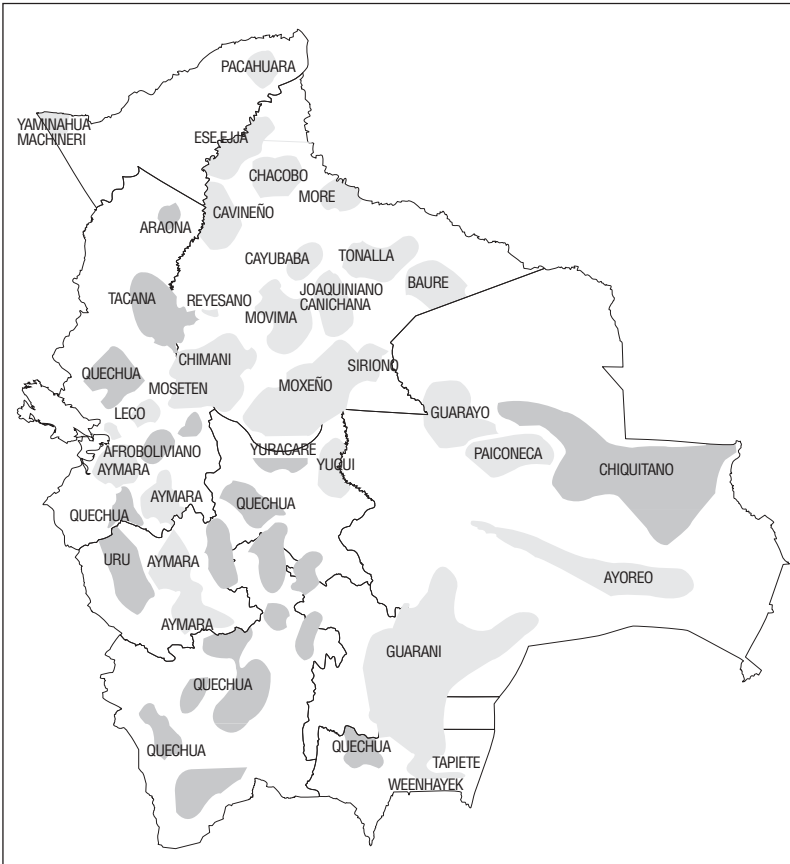 PACAHUARA
YAMINAHUA
MACHINERI
ESE EJJA
CHACOBO
MORE
CAVINEÑO
ARAONA
CAYUBABA
TONALLA
BAURE
TACANA
REYESANO
JOAQUINIANO
CANICHANA
MOVIMA
CHIMANI
SIRIONO
QUECHUA
MOSETEN
MOXEÑO
LECO
GUARAYO
AFROBOLIVIANO
AYMARA
YURACARE
YUQUI
PAICONECA
CHIQUITANO
AYMARA
QUECHUA
QUECHUA
URU
AYMARA
AYOREO
AYMARA
GUARANI
QUECHUA
QUECHUA
QUECHUA
TAPIETE
WEENHAYEK